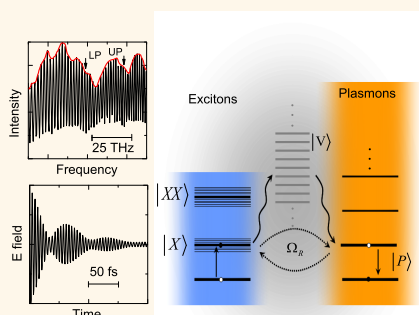 LP UP
Intensity
25 THz
Frequency
E field
50 fs
Time
Excitons
Plasmons
|V⟩
|XX⟩
|X⟩
Ω_R
|P⟩